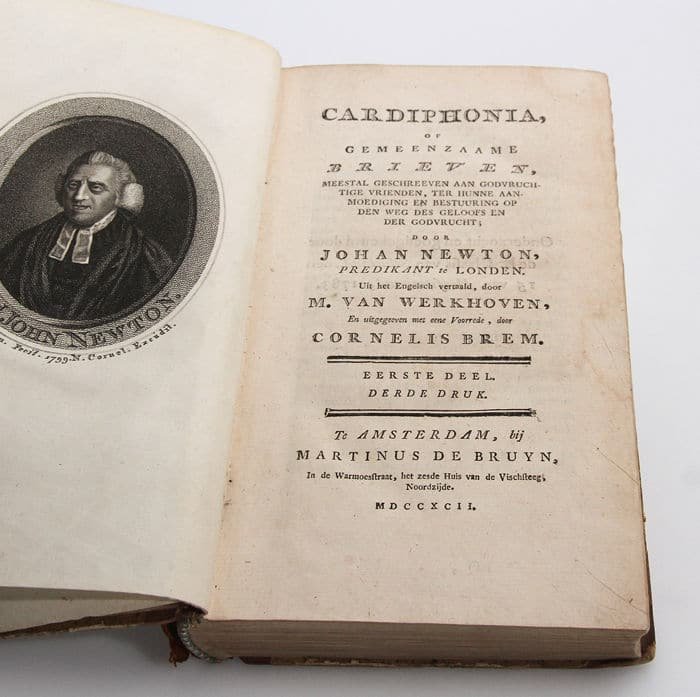 JOHN NEWTON.
Fecit. 1799. N. Cornel. Excudit.
CARDIPHONIA,
OF
GEMEENZAAME
BRIEVEN,
MEESTAL GESCHREEVEN AAN GODVRUCH-
TIGE VRIENDEN, TER HUNNE AAN-
MOEDIGING EN BESTUURING OP
DEN WEG DES GELOOFS EN
DER GODVRUCHT;
DOOR
JOHAN NEWTON,
PREDIKANT te LONDEN.
Uit het Engelsch vertaald, door
M. VAN WERKHOVEN,
En uitgegeeven met eene Voorrede, door
CORNELIS BREM.
EERSTE DEEL.
DERDE DRUK.
Te AMSTERDAM, bij
MARTINUS DE BRUYN,
In de Warmoesſtraat, het zesde Huis van de Viſchſteeg,
Noordzijde.
MDCCXCII.